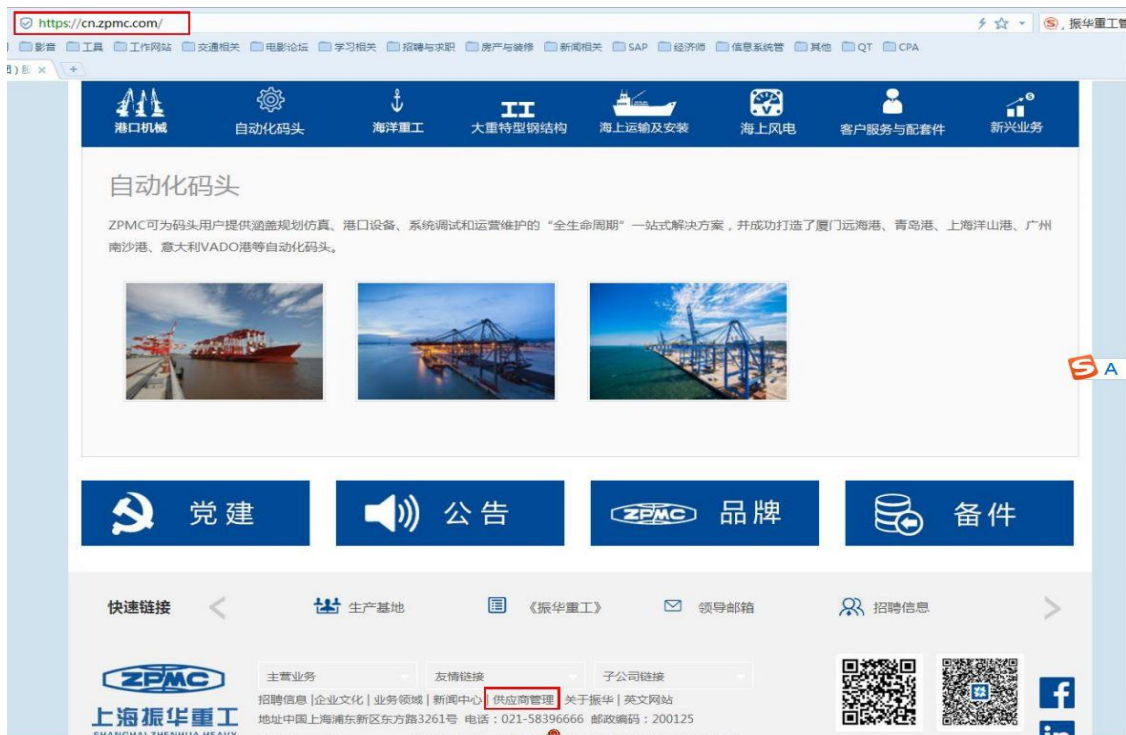 https://cn.zpmc.com/
振华重工管
影音 工具 工作网站 交通相关 电影论坛 学习相关 招聘与求职 房产与装修 新闻相关 SAP 经济师 信息系统管 其他 QT CPA
港口机械 自动化码头 海洋重工 大重特型钢结构 海上运输及安装 海上风电 客户服务与配套件 新兴业务
自动化码头
ZPMC可为码头用户提供涵盖规划仿真、港口设备、系统调试和运营维护的“全生命周期”一站式解决方案，并成功打造了厦门远海港、青岛港、上海洋山港、广州
南沙港、意大利VADO港等自动化码头。
A
党建 公告 ZPMC 品牌 备件
快速链接 生产基地 《振华重工》 领导邮箱 招聘信息
ZPMC 主营业务 友情链接 子公司链接
招聘信息 |企业文化 | 业务领域 | 新闻中心 | 供应商管理 | 关于振华 | 英文网站
上海振华重工 地址中国上海浦东新区东方路3261号 电话：021-58396666 邮政编码：200125
SHANGHAI ZHENHUA HEAVY